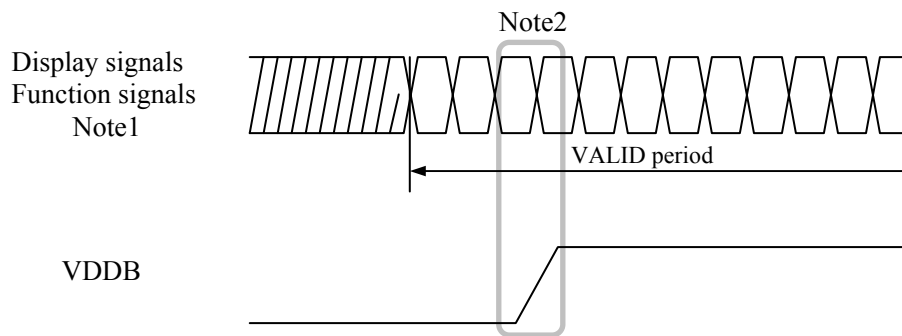 Note2
Display signals
Function signals
Note1
VALID period
VDDB